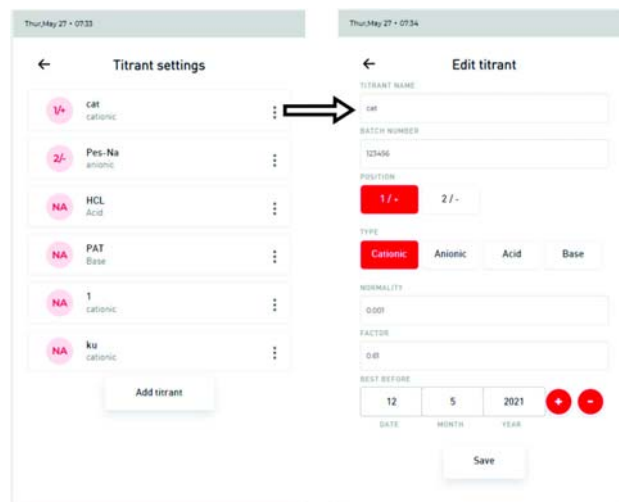 Thur,May 27 • 07:33
Titrant settings
1/+
cat
cationic
2/-
Pes-Na
anionic
NA
HCL
Acid
NA
PAT
Base
NA
1
cationic
NA
ku
cationic
Add titrant
Thur,May 27 • 07:34
Edit titrant
TITRANT NAME
cat
BATCH NUMBER
123456
POSITION
1 / - 2 / -
TYPE
Cationic Anionic Acid Base
NORMALITY
0.001
FACTOR
0.61
BEST BEFORE
12 5 2021 + -
DATE MONTH YEAR
Save